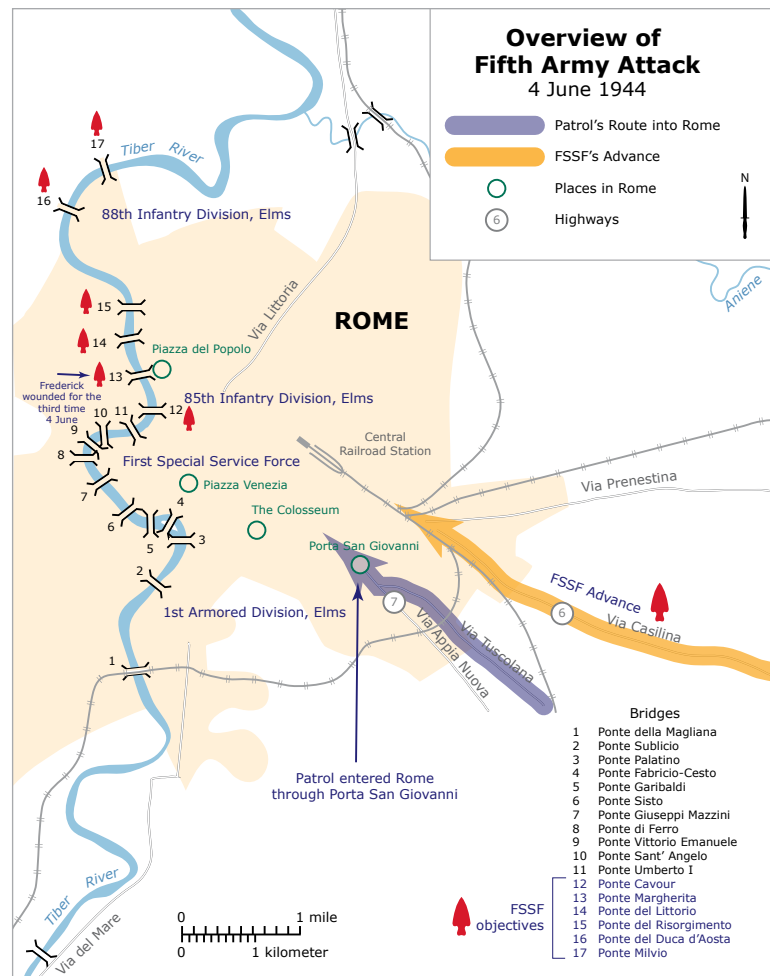 Overview of
Fifth Army Attack
4 June 1944
Patrol's Route into Rome
FSSF's Advance
Places in Rome
6
Highways
N
17
Tiber River
16
88th Infantry Division, Elms
Aniene
Via Littoria
15
ROME
14
Piazza del Popolo
13
Frederick
wounded for the
third time
4 June
85th Infantry Division, Elms
12
11
10
9
8
Central
Railroad Station
First Special Service Force
Via Prenestina
7
Piazza Venezia
6
5
4
3
The Colosseum
Porta San Giovanni
2
FSSF Advance
6
Via Casilina
7
Via Appia Nuova
Via Tuscolana
1st Armored Division, Elms
1
Patrol entered Rome
through Porta San Giovanni
Bridges
1 Ponte della Magliana
2 Ponte Sublicio
3 Ponte Palatino
4 Ponte Fabricio-Cesto
5 Ponte Garibaldi
6 Ponte Sisto
7 Ponte Giuseppi Mazzini
8 Ponte di Ferro
9 Ponte Vittorio Emanuele
10 Ponte Sant' Angelo
11 Ponte Umberto I
12 Ponte Cavour
13 Ponte Margherita
14 Ponte del Littorio
15 Ponte del Risorgimento
16 Ponte del Duca d'Aosta
17 Ponte Milvio
FSSF
objectives
Tiber River
Via del Mare
0 1 mile
0 1 kilometer